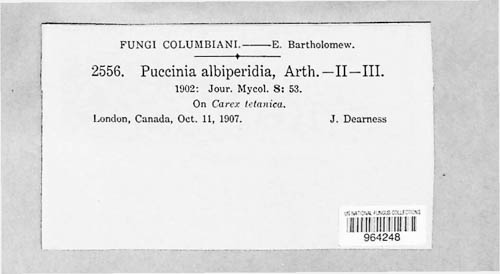 FUNGI COLUMBIANI.—E. Bartholomew.
2556. Puccinia albiperidia, Arth.—II—III.
1902: Jour. Mycol. 8: 53.
On Carex tetanica.
London, Canada, Oct. 11, 1907. J. Dearness
US NATIONAL FUNGUS COLLECTIONS
964248